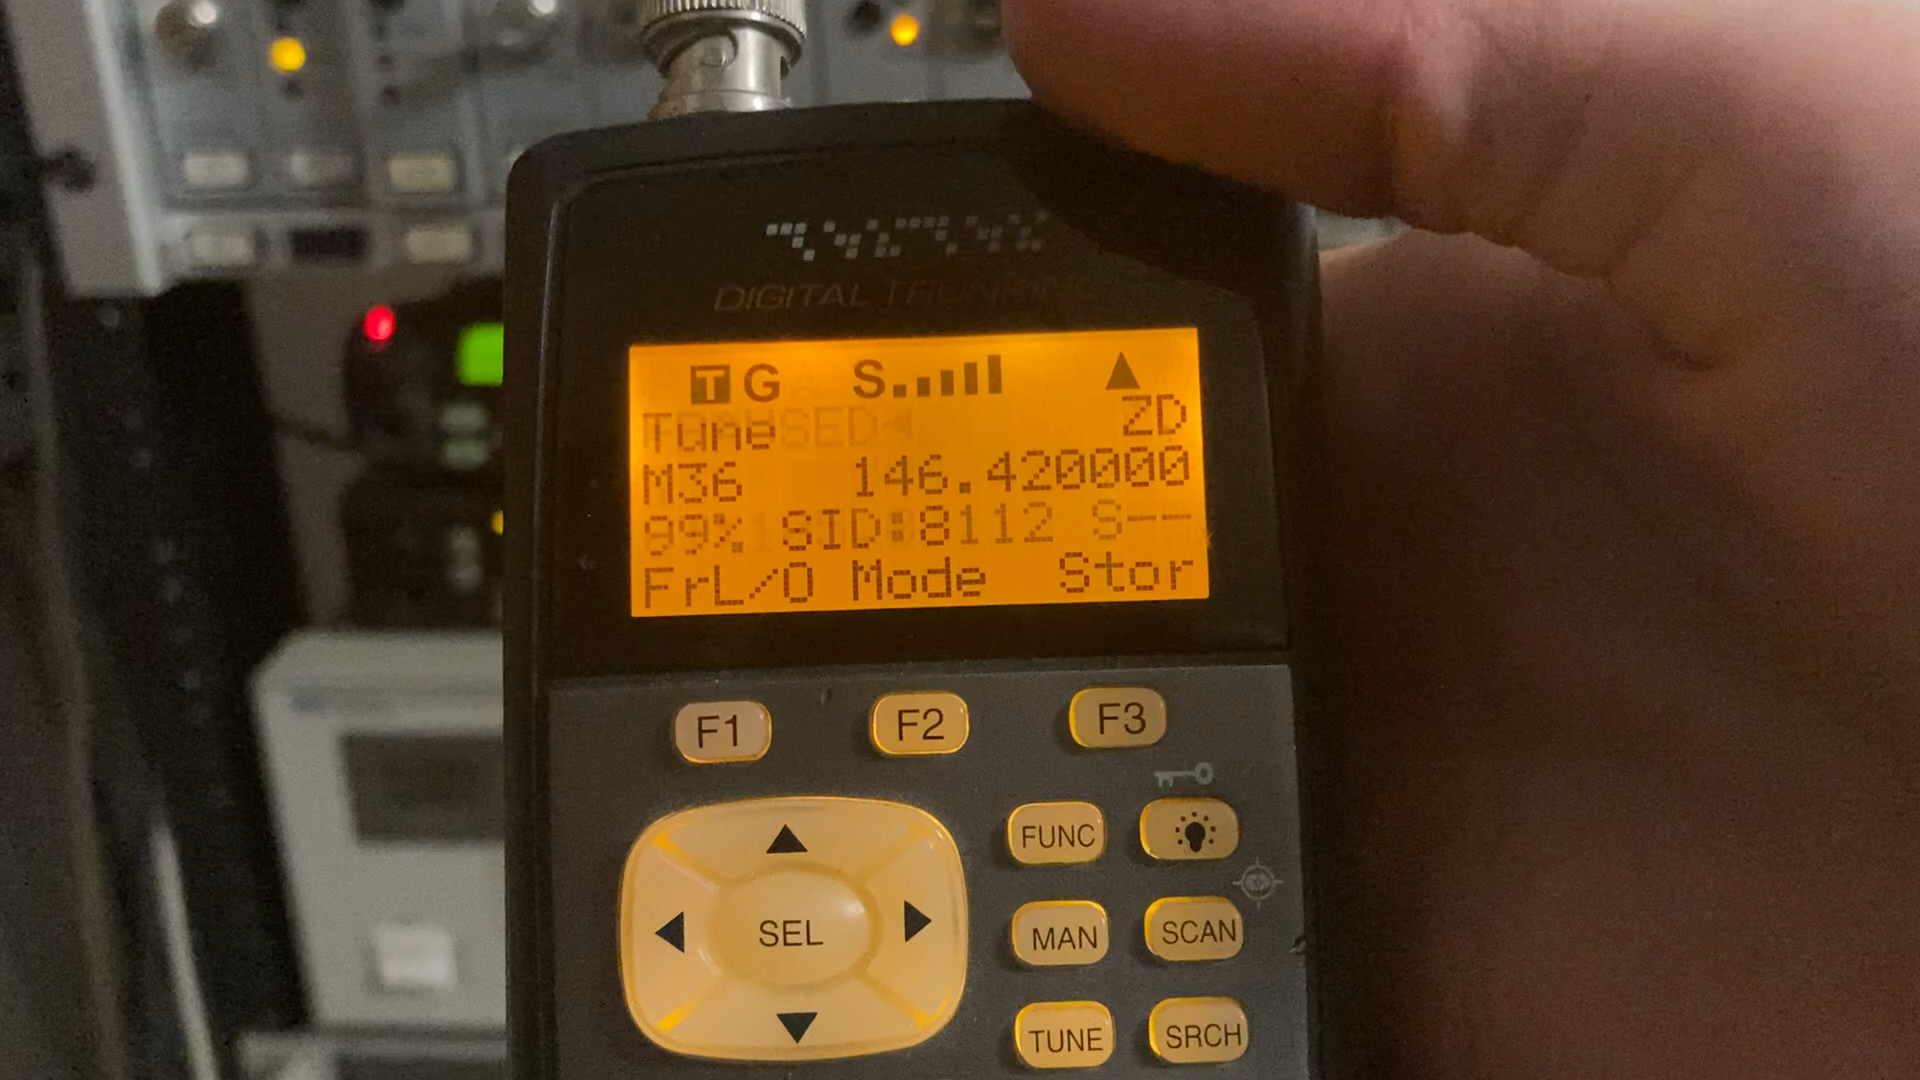 DIGITAL TRUNKING
T G S
Tune ZD
M36 146.420000
99% SID:8112 S--
FrL/O Mode Stor
F1 F2 F3
FUNC
SEL
MAN SCAN
TUNE SRCH